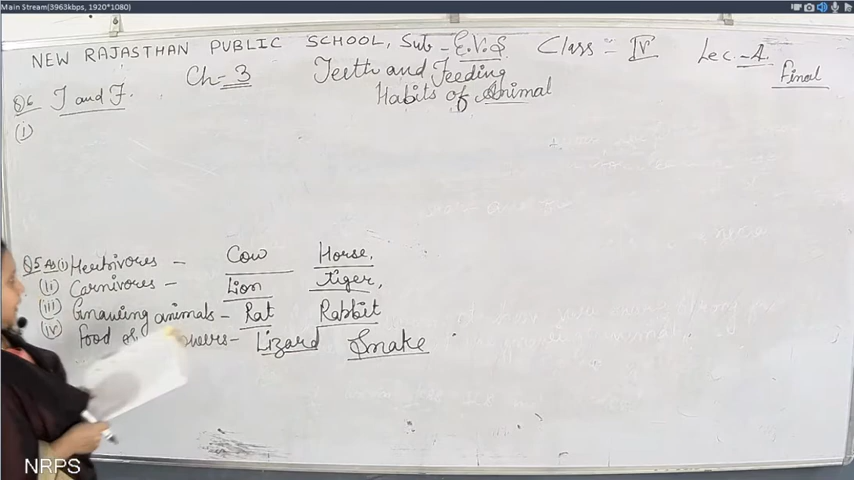 Main Stream(3963kbps, 1920*1080)
NEW RAJASTHAN PUBLIC SCHOOL, Sub - E.V.S Class = IV Lec. - 4
Final
Ch- 3 Teeth and Feeding
Habits of Animal
Q6 T and F.
(i)
Q5 As (i) Herbivores - Cow Horse,
(ii) Carnivores - Lion Tiger,
(iii) Gnawing animals - Rat Rabbit
(iv) Food of - Lizard Snake
NRPS